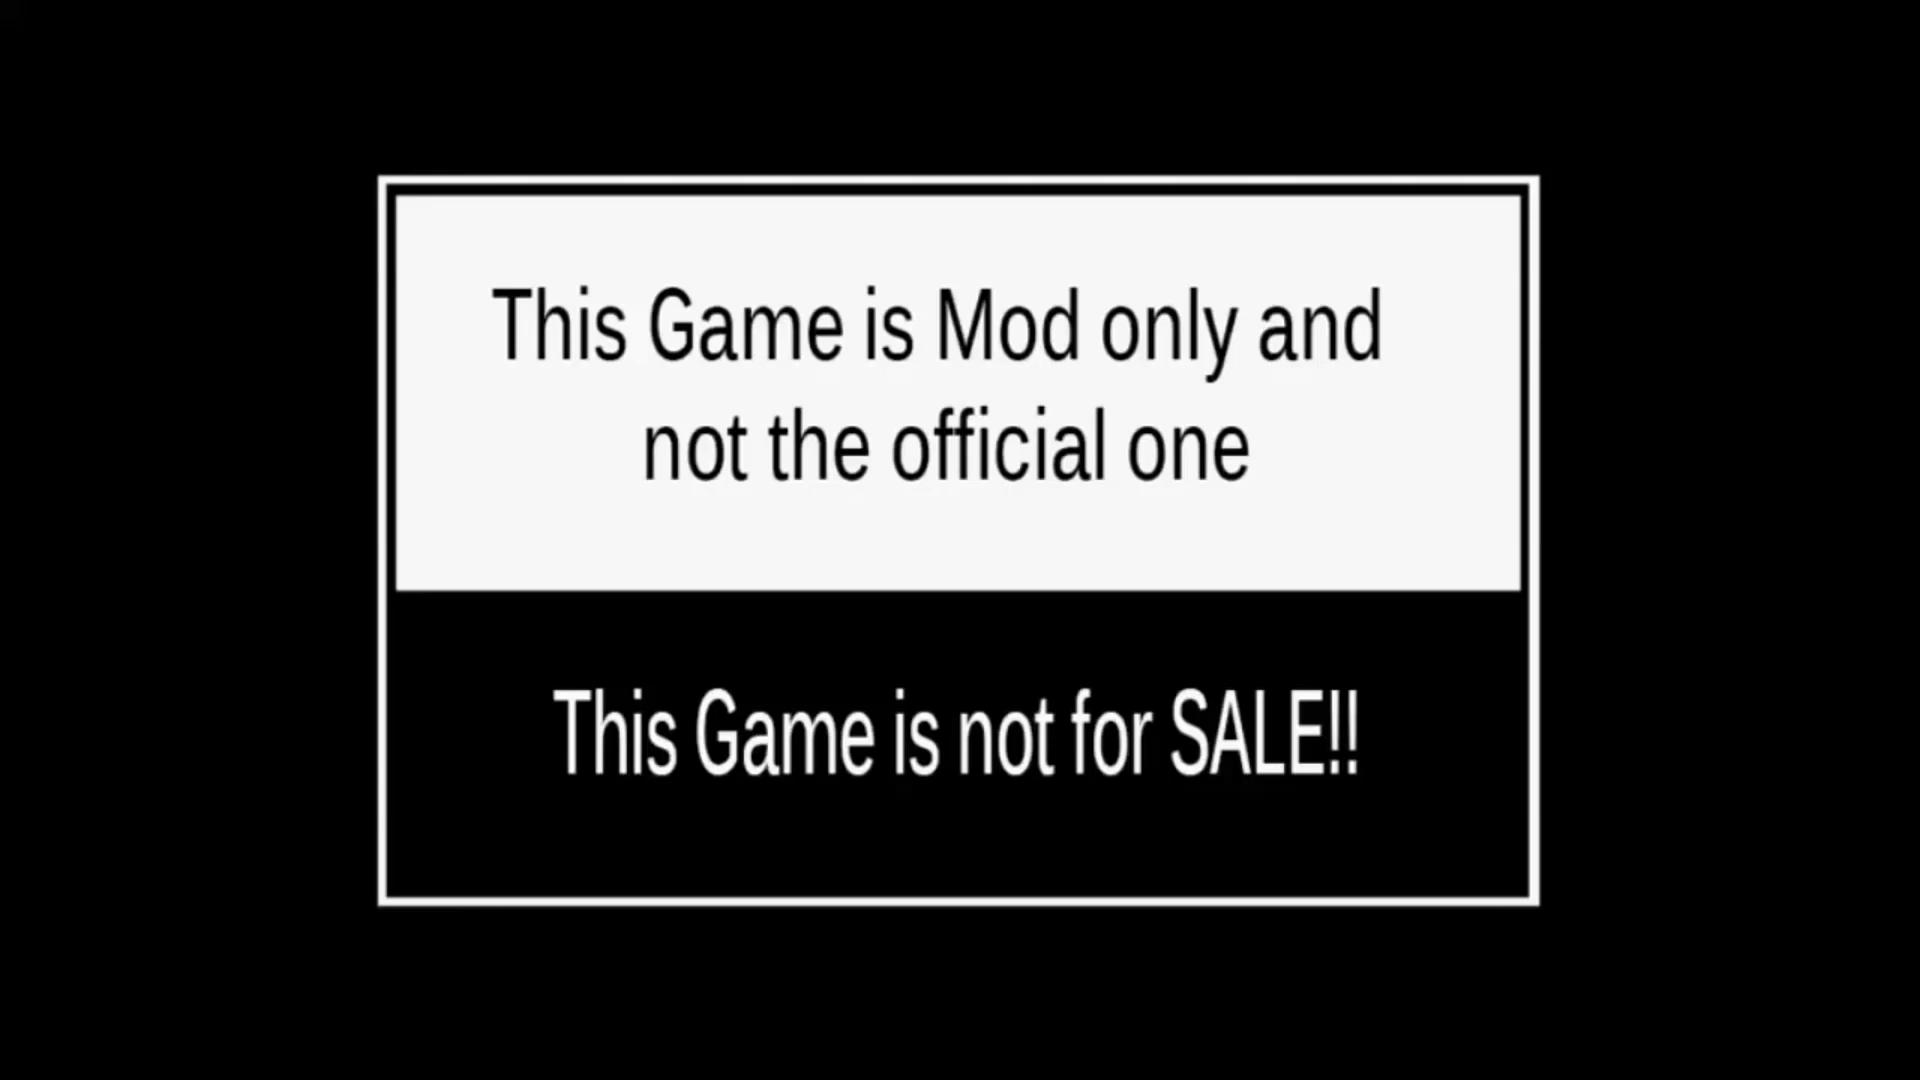 This Game is Mod only and
not the official one
This Game is not for SALE!!